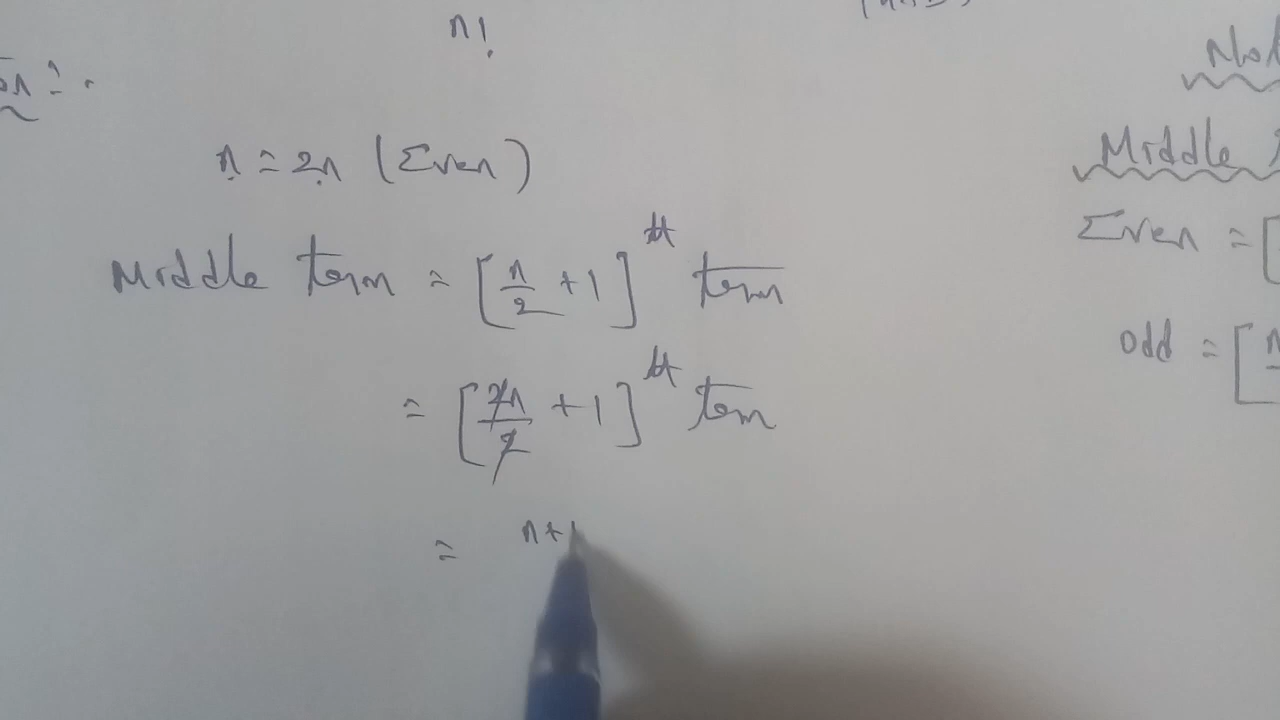 n!
n = 2n (Even)
Middle term = [n/2 + 1]th term
= [2n/2 + 1]th term
= n+1
Middle
Even = [
Odd = [n